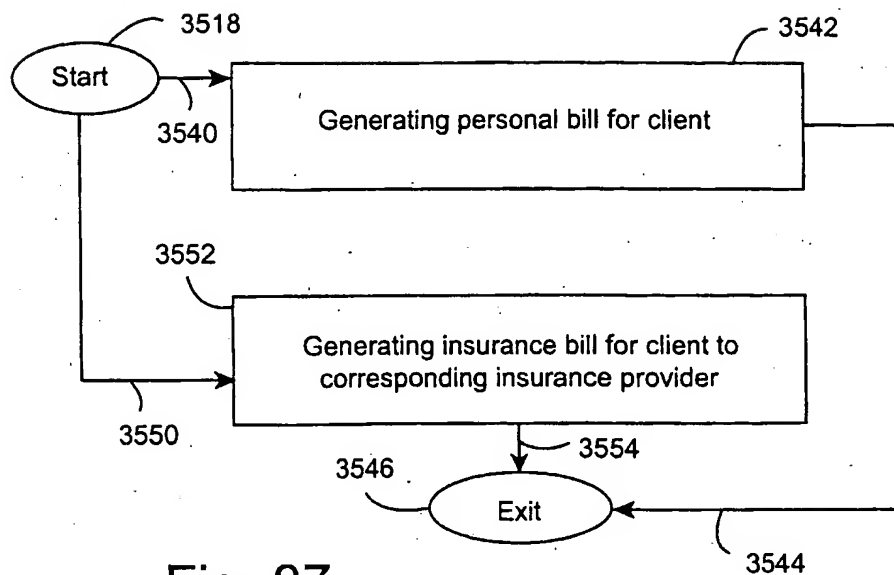 3518
Start
3540
3542
Generating personal bill for client
3552
Generating insurance bill for client to
corresponding insurance provider
3550
3554
3546
Exit
3544